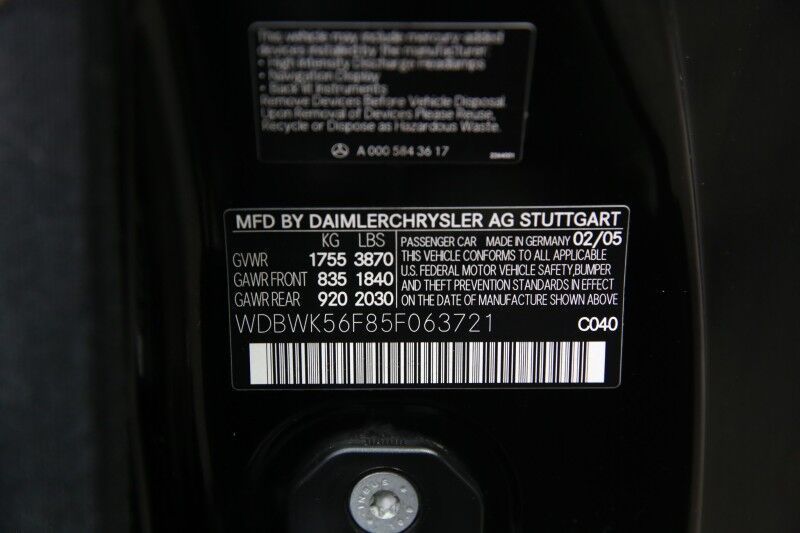 This vehicle may include mercury added
devices installed by the manufacturer
• High Intensity Discharge Headlamps
• Navigation Display
• Back lit Instruments
Remove Devices Before Vehicle Disposal
Upon Removal of Devices Please Reuse,
Recycle or Dispose as Hazardous Waste.
A 000 584 36 17
MFD BY DAIMLERCHRYSLER AG STUTTGART
KG LBS
GVWR 1755 3870
GAWR FRONT 835 1840
GAWR REAR 920 2030
PASSENGER CAR MADE IN GERMANY 02/05
THIS VEHICLE CONFORMS TO ALL APPLICABLE
U.S. FEDERAL MOTOR VEHICLE SAFETY,BUMPER
AND THEFT PREVENTION STANDARDS IN EFFECT
ON THE DATE OF MANUFACTURE SHOWN ABOVE
WDBWK56F85F063721
C040